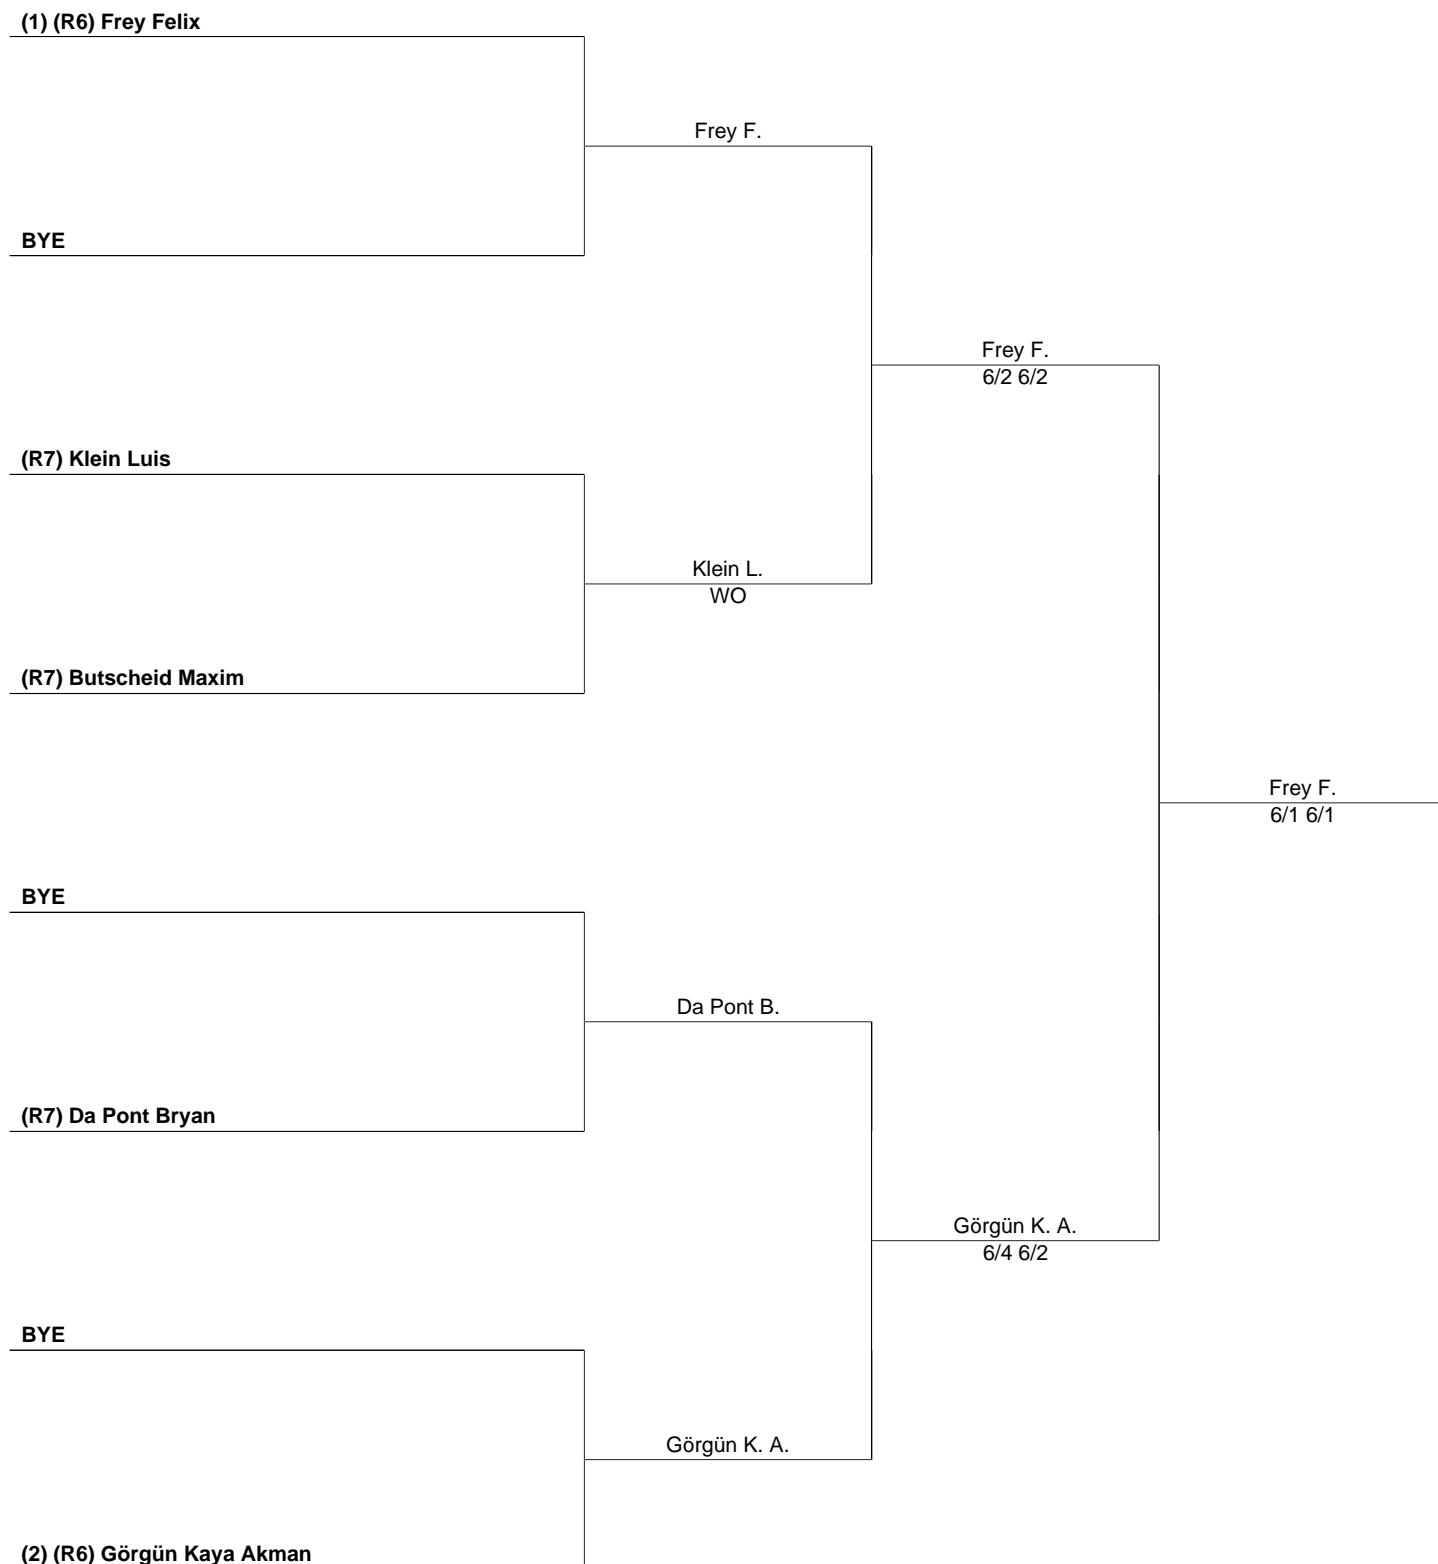 (1) (R6) Frey Felix
Frey F.
BYE
Frey F.
6/2 6/2
(R7) Klein Luis
Klein L.
WO
(R7) Butscheid Maxim
Frey F.
6/1 6/1
BYE
Da Pont B.
(R7) Da Pont Bryan
Görgün K. A.
6/4 6/2
BYE
Görgün K. A.
(2) (R6) Görgün Kaya Akman